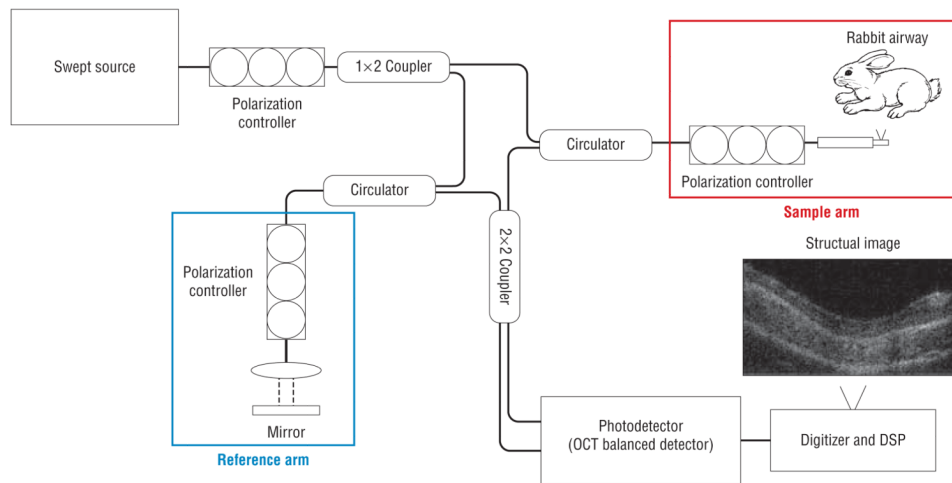 Swept source
Polarization
controller
1×2 Coupler
Rabbit airway
Circulator
Polarization controller
Sample arm
Circulator
2×2 Coupler
Polarization
controller
Mirror
Reference arm
Structual image
Photodetector
(OCT balanced detector)
Digitizer and DSP